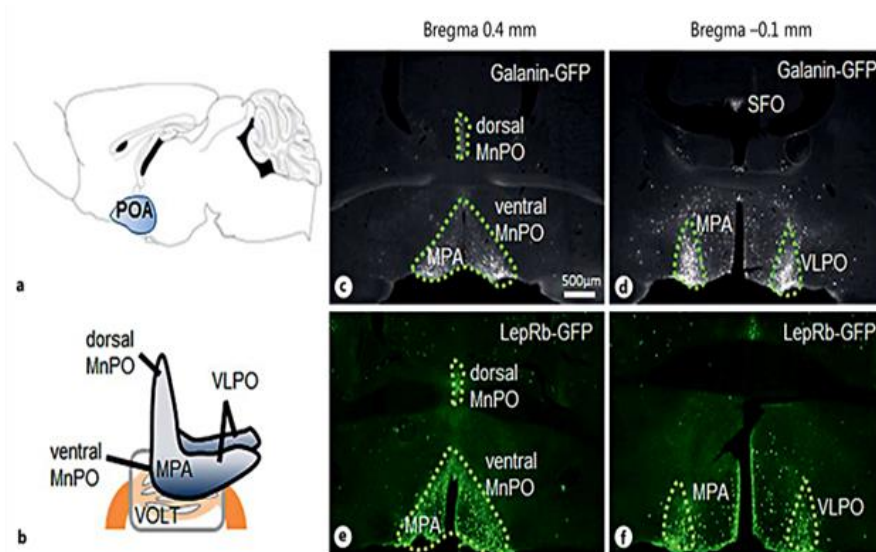 Bregma 0.4 mm
Bregma –0.1 mm
POA
a
Galanin-GFP
dorsal
MnPO
ventral
MnPO
MPA
500µm
c
Galanin-GFP
SFO
MPA
VLPO
d
dorsal
MnPO
VLPO
ventral
MnPO
MPA
VOLT
b
LepRb-GFP
dorsal
MnPO
ventral
MnPO
MPA
e
LepRb-GFP
MPA
VLPO
f